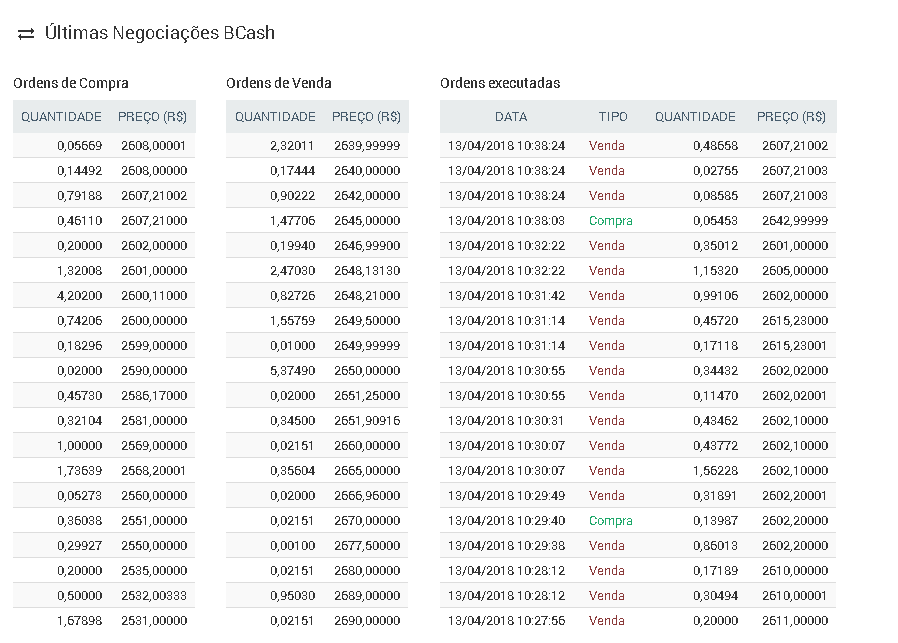 Últimas Negociações BCash
Ordens de Compra
QUANTIDADE PREÇO (R$)
0,05569 2608,00001
0,14492 2608,00000
0,79188 2607,21002
0,46110 2607,21000
0,20000 2602,00000
1,32008 2601,00000
4,20200 2600,11000
0,74206 2600,00000
0,18296 2599,00000
0,02000 2590,00000
0,45730 2586,17000
0,32104 2581,00000
1,00000 2569,00000
1,73639 2568,20001
0,05273 2560,00000
0,36038 2551,00000
0,29927 2550,00000
0,20000 2535,00000
0,50000 2532,00333
1,67898 2531,00000
Ordens de Venda
QUANTIDADE PREÇO (R$)
2,32011 2639,99999
0,17444 2640,00000
0,90222 2642,00000
1,47706 2645,00000
0,19940 2646,99900
2,47030 2648,13130
0,82726 2648,21000
1,55759 2649,50000
0,01000 2649,99999
5,37490 2650,00000
0,02000 2651,25000
0,34500 2651,90916
0,02151 2660,00000
0,35604 2665,00000
0,02000 2666,96000
0,02151 2670,00000
0,00100 2677,50000
0,02151 2680,00000
0,95030 2689,00000
0,02151 2690,00000
Ordens executadas
DATA TIPO QUANTIDADE PREÇO (R$)
13/04/2018 10:38:24 Venda 0,48658 2607,21002
13/04/2018 10:38:24 Venda 0,02755 2607,21003
13/04/2018 10:38:24 Venda 0,08585 2607,21003
13/04/2018 10:38:03 Compra 0,05453 2642,99999
13/04/2018 10:32:22 Venda 0,35012 2601,00000
13/04/2018 10:32:22 Venda 1,15320 2605,00000
13/04/2018 10:31:42 Venda 0,99106 2602,00000
13/04/2018 10:31:14 Venda 0,45720 2615,23000
13/04/2018 10:31:14 Venda 0,17118 2615,23001
13/04/2018 10:30:55 Venda 0,34432 2602,02000
13/04/2018 10:30:55 Venda 0,11470 2602,02001
13/04/2018 10:30:31 Venda 0,43462 2602,10000
13/04/2018 10:30:07 Venda 0,43772 2602,10000
13/04/2018 10:30:07 Venda 1,56228 2602,10000
13/04/2018 10:29:49 Venda 0,31891 2602,20001
13/04/2018 10:29:40 Compra 0,13987 2602,20000
13/04/2018 10:29:38 Venda 0,86013 2602,20000
13/04/2018 10:28:12 Venda 0,17189 2610,00000
13/04/2018 10:28:12 Venda 0,30494 2610,00001
13/04/2018 10:27:56 Venda 0,20000 2611,00000